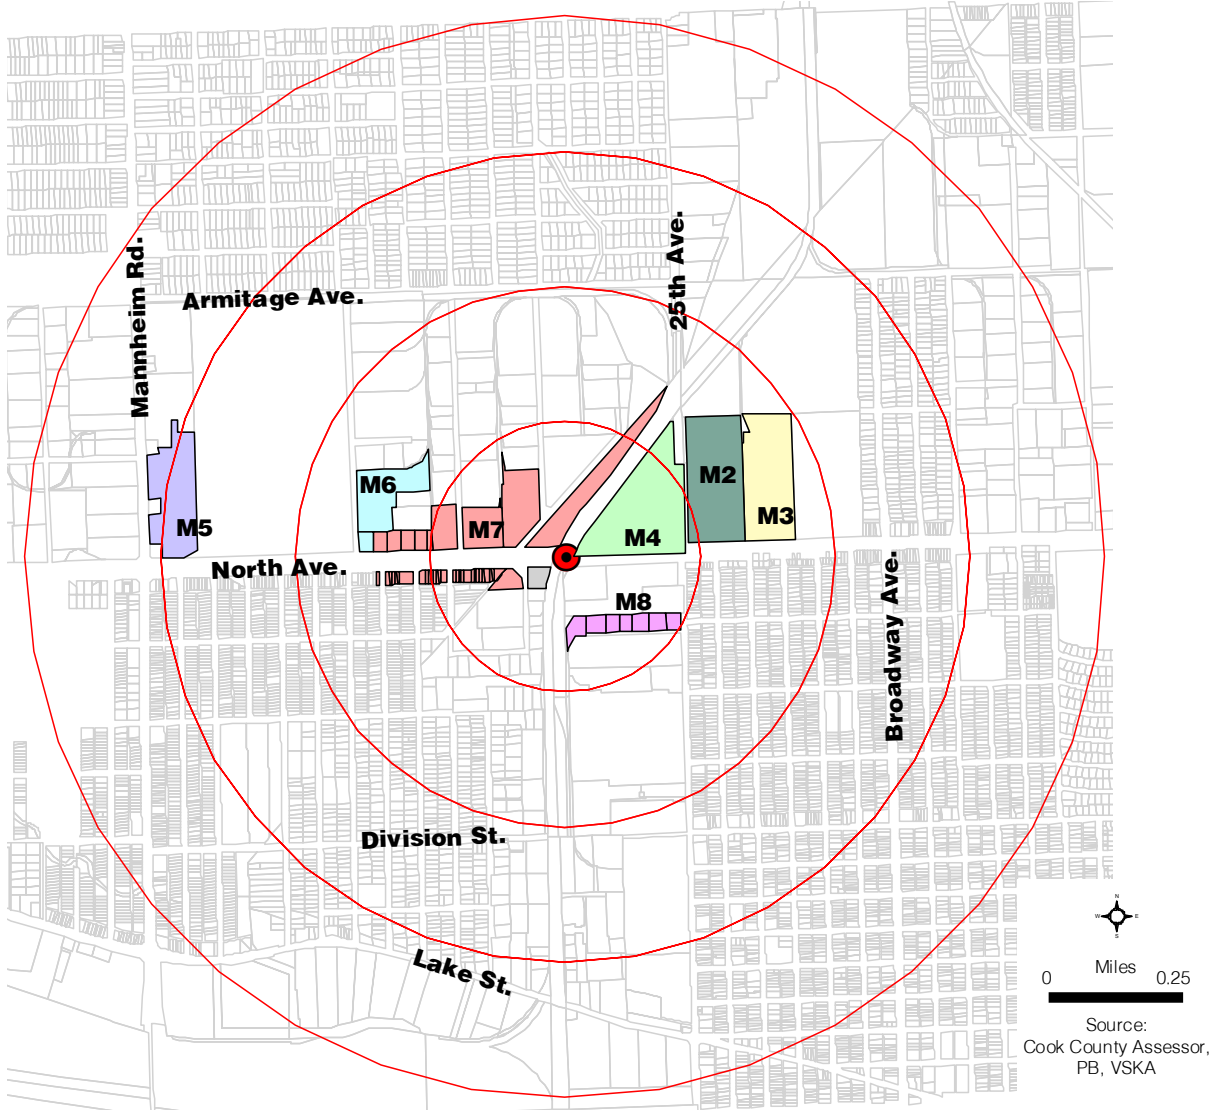 25th Ave.
Mannheim Rd.
Armitage Ave.
M2
M6
M3
M5
M7
M4
North Ave.
M8
Broadway Ave.
Division St.
N
W E
S
Lake St.
Miles
0 0.25
Source:
Cook County Assessor,
PB, VSKA